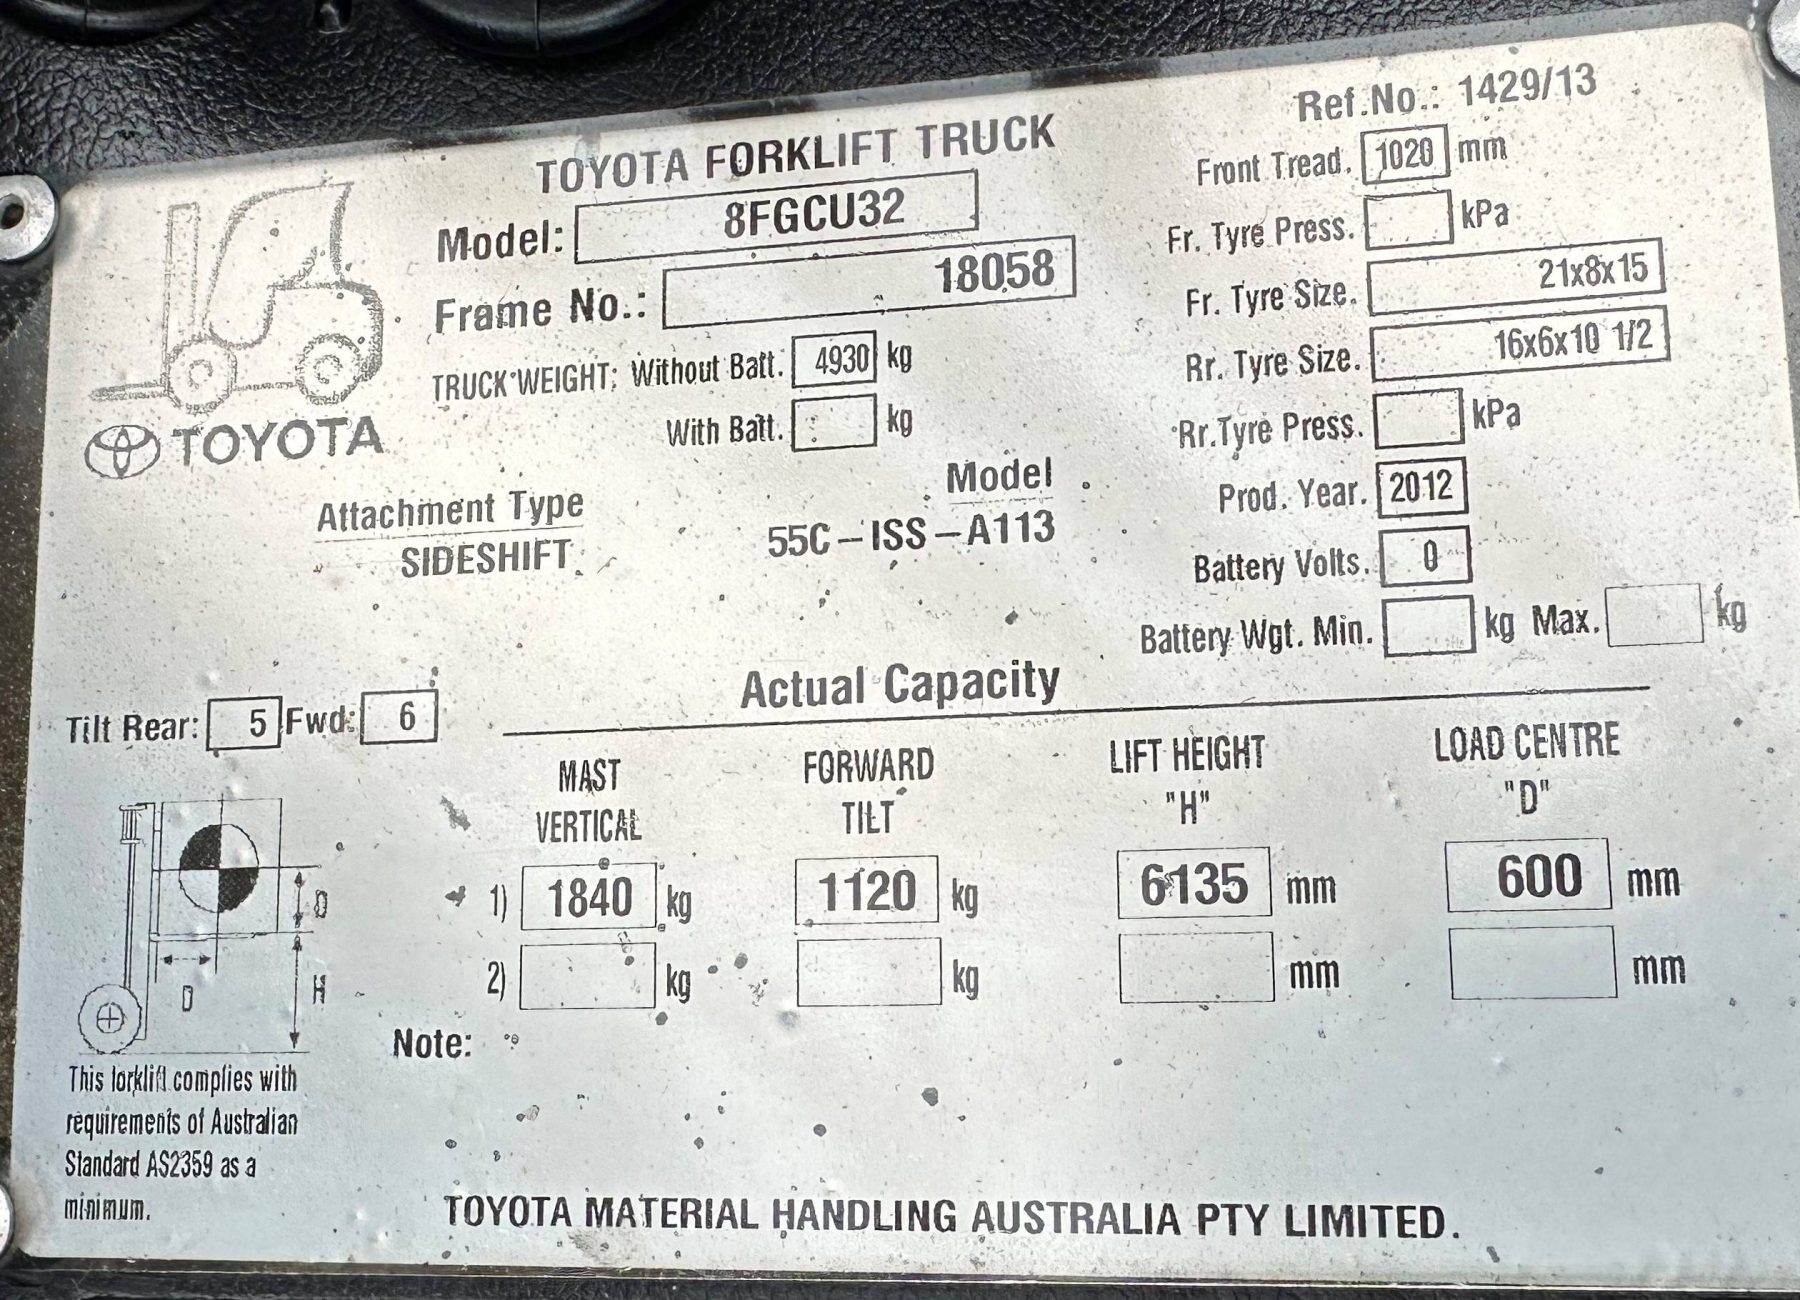 Ref.No.: 1429/13
TOYOTA FORKLIFT TRUCK
Model: 8FGCU32
Frame No.: 18058
TRUCK WEIGHT: Without Batt. 4930 kg
With Batt. kg
TOYOTA
Front Tread. 1020 mm
Fr. Tyre Press. kPa
Fr. Tyre Size. 21x8x15
Rr. Tyre Size. 16x6x10 1/2
Rr.Tyre Press. kPa
Prod. Year. 2012
Battery Volts. 0
Battery Wgt. Min. kg Max. kg
Attachment Type Model
SIDESHIFT 55C-ISS-A113
Actual Capacity
Tilt Rear: 5 Fwd: 6
MAST FORWARD LIFT HEIGHT LOAD CENTRE
VERTICAL TILT "H" "D"
1) 1840 kg 1120 kg 6135 mm 600 mm
2) kg kg mm mm
D
D H
Note:
This forklift complies with
requirements of Australian
Standard AS2359 as a
minimum.
TOYOTA MATERIAL HANDLING AUSTRALIA PTY LIMITED.